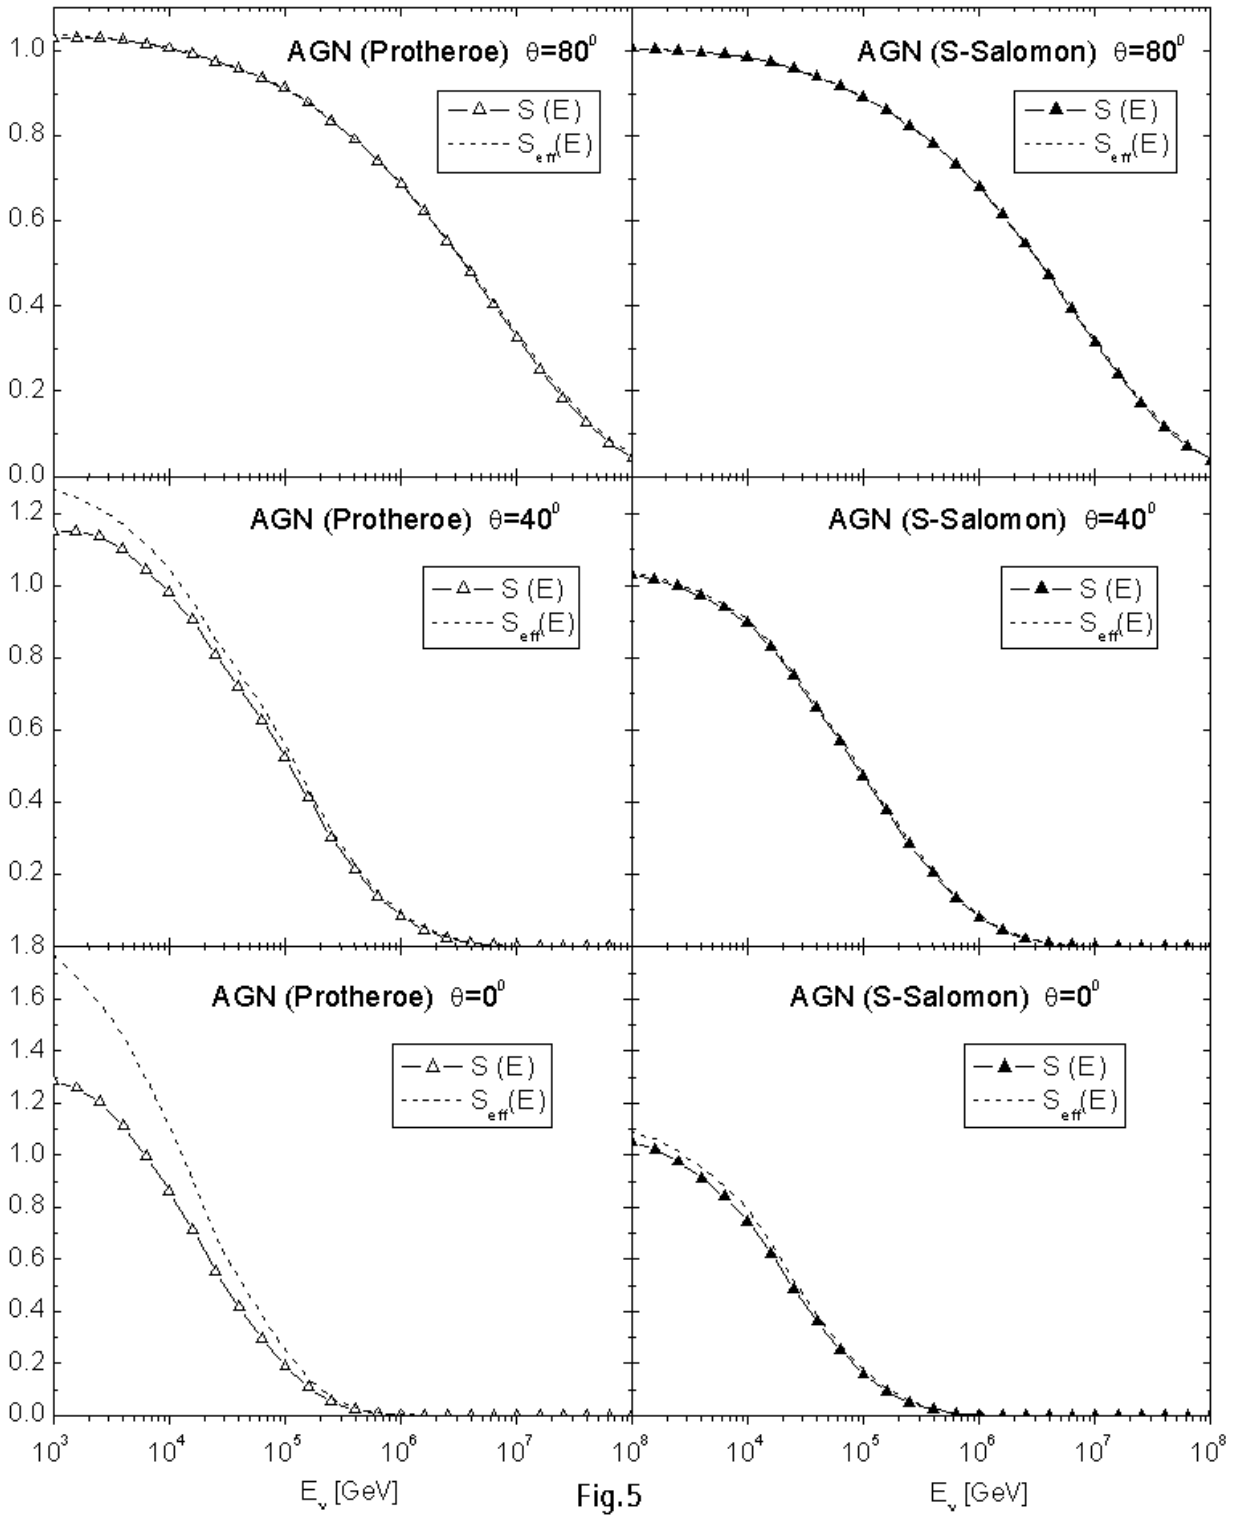 AGN (Protheroe) θ=80⁰
AGN (S-Salomon) θ=80⁰
1.0
0.8
0.6
0.4
0.2
0.0
S (E)
S_eff(E)
S (E)
S_eff(E)
AGN (Protheroe) θ=40⁰
AGN (S-Salomon) θ=40⁰
1.2
1.0
0.8
0.6
0.4
0.2
S (E)
S_eff(E)
S (E)
S_eff(E)
1.8
AGN (Protheroe) θ=0⁰
AGN (S-Salomon) θ=0⁰
1.6
1.4
1.2
1.0
0.8
0.6
0.4
0.2
0.0
S (E)
S_eff(E)
S (E)
S_eff(E)
10³ 10⁴ 10⁵ 10⁶ 10⁷ 10⁸ 10⁴ 10⁵ 10⁶ 10⁷ 10⁸
E_ν [GeV]
Fig.5
E_ν [GeV]